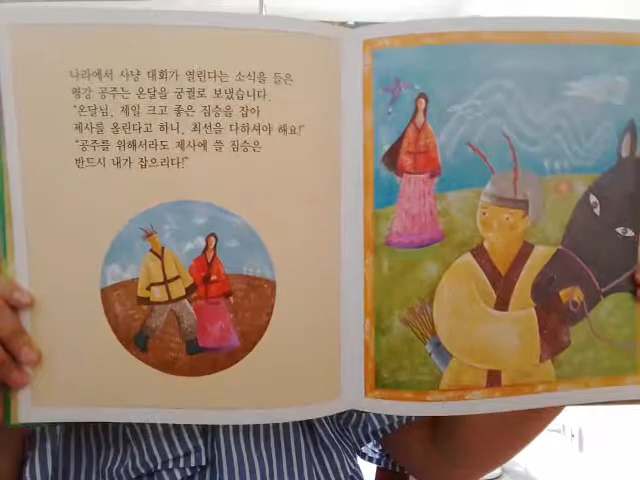 나라에서 사냥 대회가 열린다는 소식을 들은
평강 공주는 온달을 궁궐로 보냈습니다.
"온달님, 제일 크고 좋은 짐승을 잡아
제사를 올린다고 하니, 최선을 다하셔야 해요!"
"공주를 위해서라도 제사에 쓸 짐승은
반드시 내가 잡으리다!"